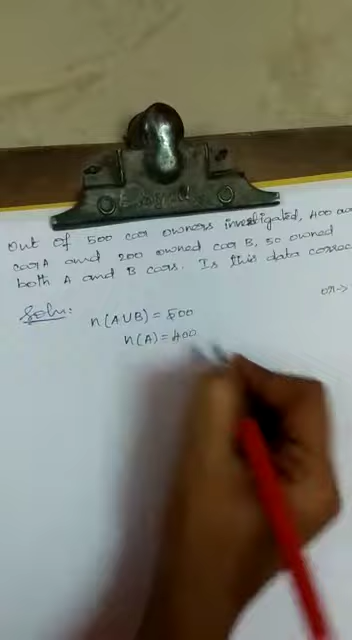 Out of 500 car owners investigated, 400
car A and 200 owned car B, 50 owned
both A and B cars. Is this data correc
Soln:
n(AUB) = 500
n(A) = 400